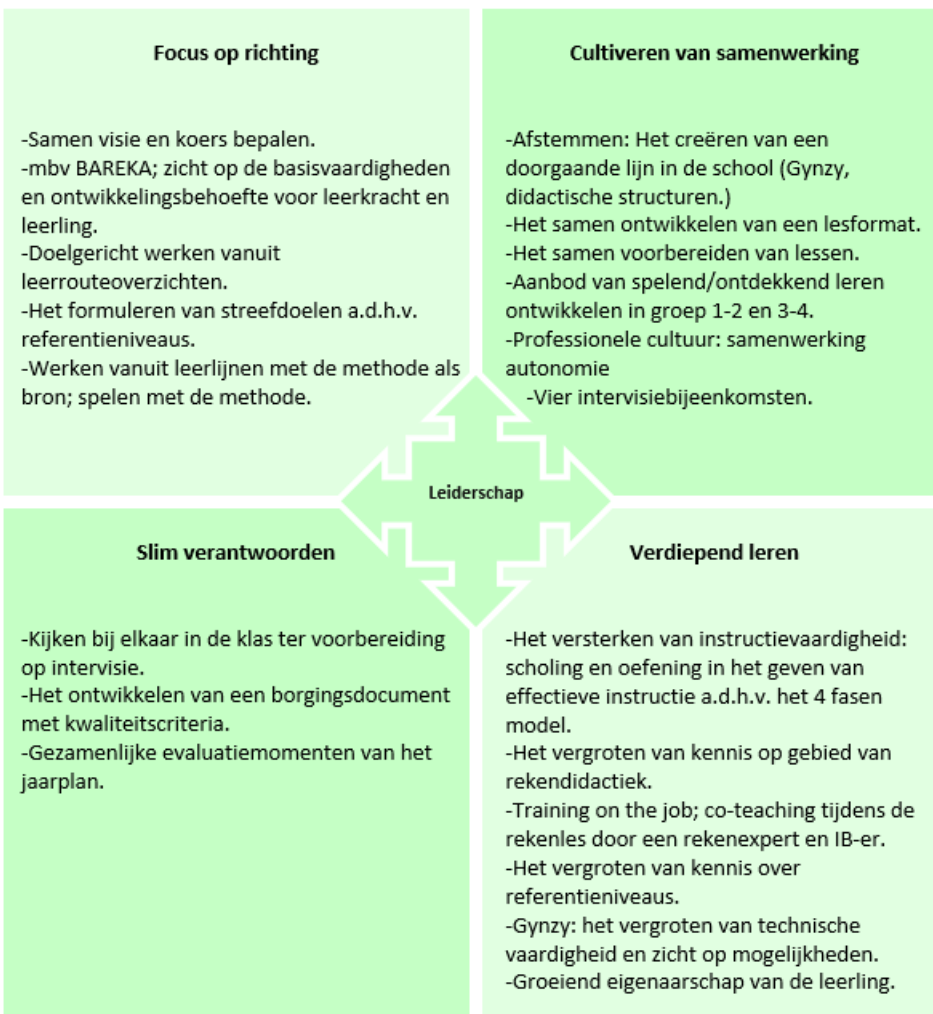 Focus op richting
-Samen visie en koers bepalen.
-mbv BAREKA; zicht op de basisvaardigheden
en ontwikkelingsbehoefte voor leerkracht en
leerling.
-Doelgericht werken vanuit
leerrouteoverzichten.
-Het formuleren van streefdoelen a.d.h.v.
referentieniveaus.
-Werken vanuit leerlijnen met de methode als
bron; spelen met de methode.
Cultiveren van samenwerking
-Afstemmen: Het creëren van een
doorgaande lijn in de school (Gynzy,
didactische structuren.)
-Het samen ontwikkelen van een lesformat.
-Het samen voorbereiden van lessen.
-Aanbod van spelend/ontdekkend leren
ontwikkelen in groep 1-2 en 3-4.
-Professionele cultuur: samenwerking
autonomie
-Vier intervisiebijeenkomsten.
Leiderschap
Slim verantwoorden
-Kijken bij elkaar in de klas ter voorbereiding
op intervisie.
-Het ontwikkelen van een borgingsdocument
met kwaliteitscriteria.
-Gezamenlijke evaluatiemomenten van het
jaarplan.
Verdiepend leren
-Het versterken van instructievaardigheid:
scholing en oefening in het geven van
effectieve instructie a.d.h.v. het 4 fasen
model.
-Het vergroten van kennis op gebied van
rekendidactiek.
-Training on the job; co-teaching tijdens de
rekenles door een rekenexpert en IB-er.
-Het vergroten van kennis over
referentieniveaus.
-Gynzy: het vergroten van technische
vaardigheid en zicht op mogelijkheden.
-Groeiend eigenaarschap van de leerling.